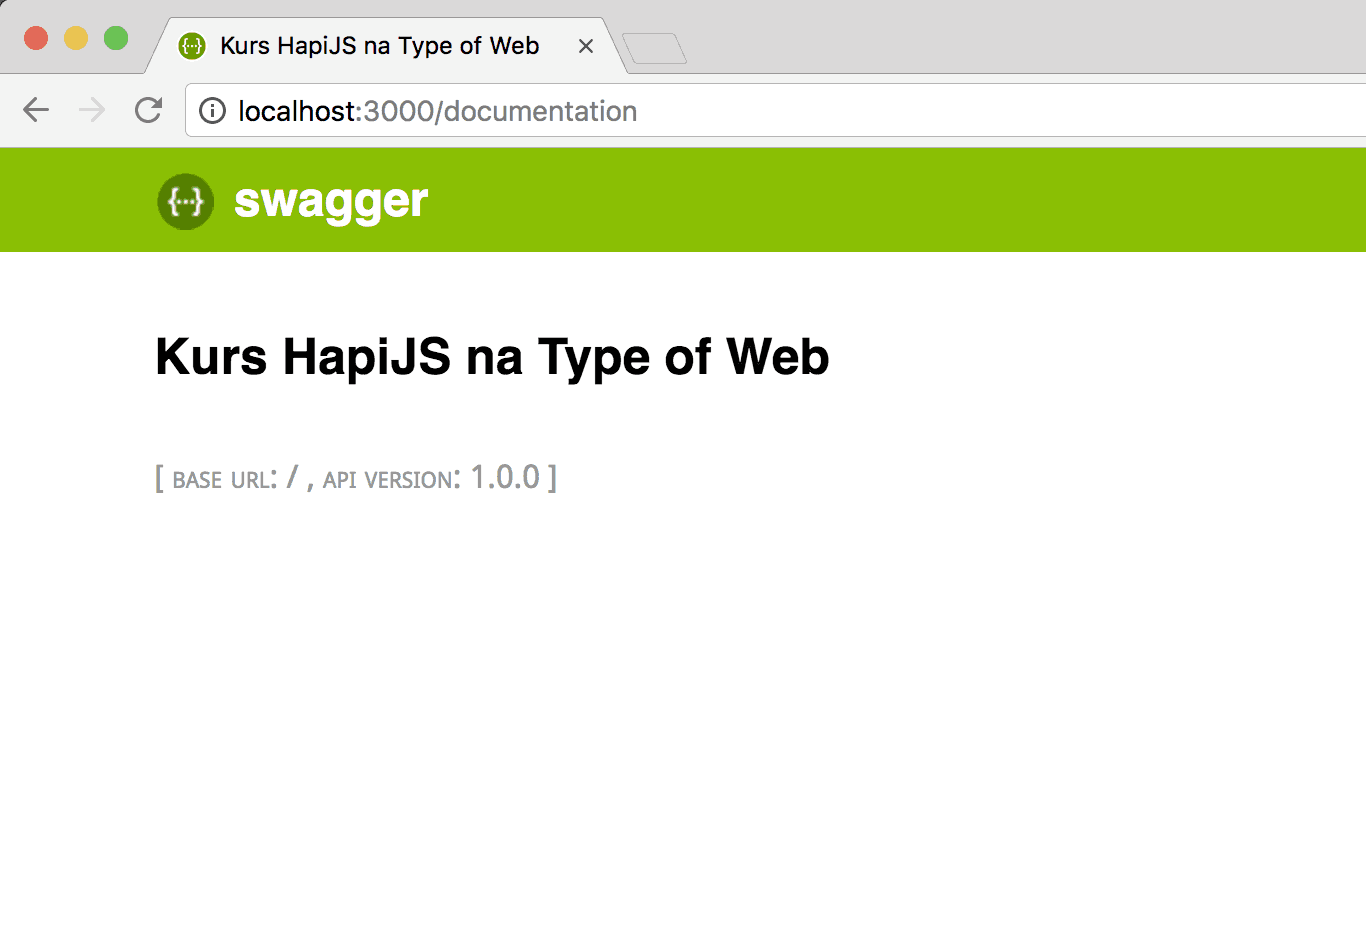 Kurs HapiJS na Type of Web
localhost:3000/documentation
{··} swagger
Kurs HapiJS na Type of Web
[ BASE URL: / , API VERSION: 1.0.0 ]